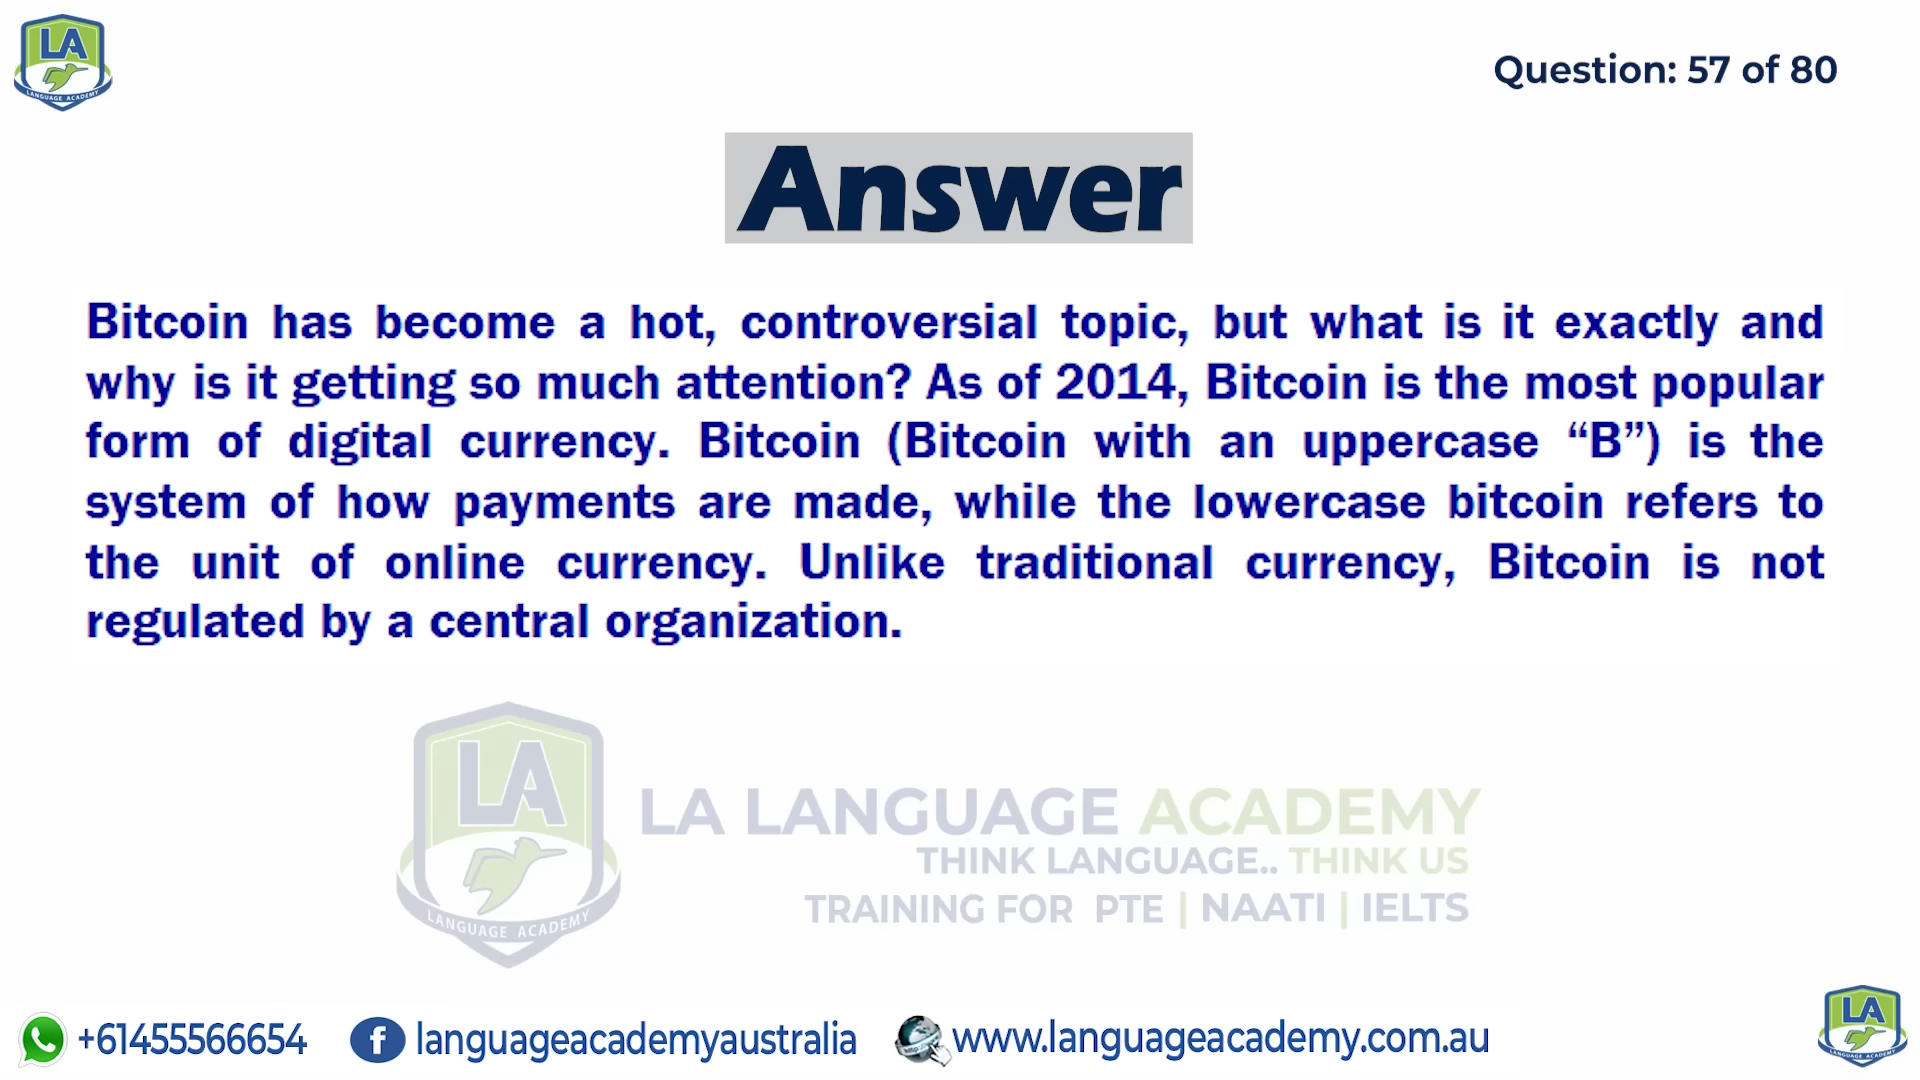 LA
LANGUAGE ACADEMY
Question: 57 of 80
Answer
Bitcoin has become a hot, controversial topic, but what is it exactly and
why is it getting so much attention? As of 2014, Bitcoin is the most popular
form of digital currency. Bitcoin (Bitcoin with an uppercase “B”) is the
system of how payments are made, while the lowercase bitcoin refers to
the unit of online currency. Unlike traditional currency, Bitcoin is not
regulated by a central organization.
LA
LANGUAGE ACADEMY
LA LANGUAGE ACADEMY
THINK LANGUAGE.. THINK US
TRAINING FOR PTE | NAATI | IELTS
+61455566654
f
languageacademyaustralia
www.languageacademy.com.au
LA
LANGUAGE ACADEMY